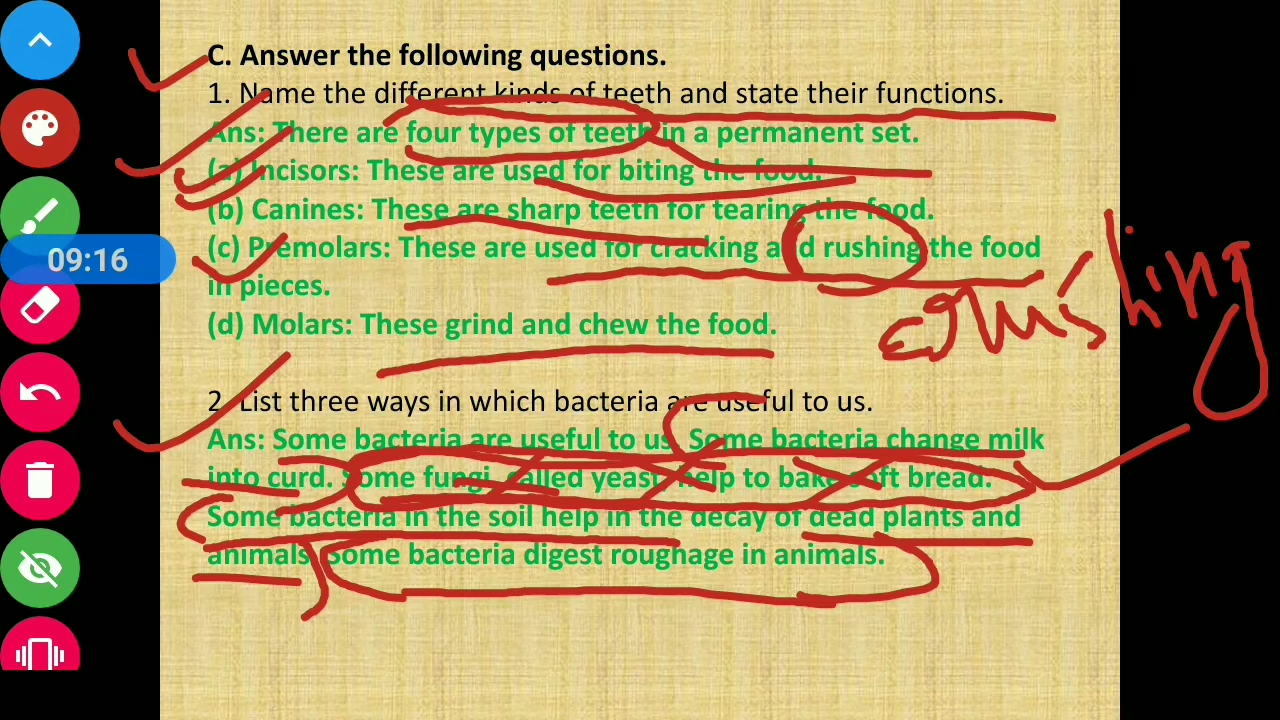 C. Answer the following questions.
1. Name the different kinds of teeth and state their functions.
Ans: There are four types of teeth in a permanent set.
(a) Incisors: These are used for biting the food.
(b) Canines: These are sharp teeth for tearing the food.
(c) Premolars: These are used for cracking and rushing the food
in pieces.
(d) Molars: These grind and chew the food.
09:16
crushing
2. List three ways in which bacteria are useful to us.
Ans: Some bacteria are useful to us. Some bacteria change milk
into curd. Some fungi, called yeast, help to bake soft bread.
Some bacteria in the soil help in the decay of dead plants and
animals. Some bacteria digest roughage in animals.